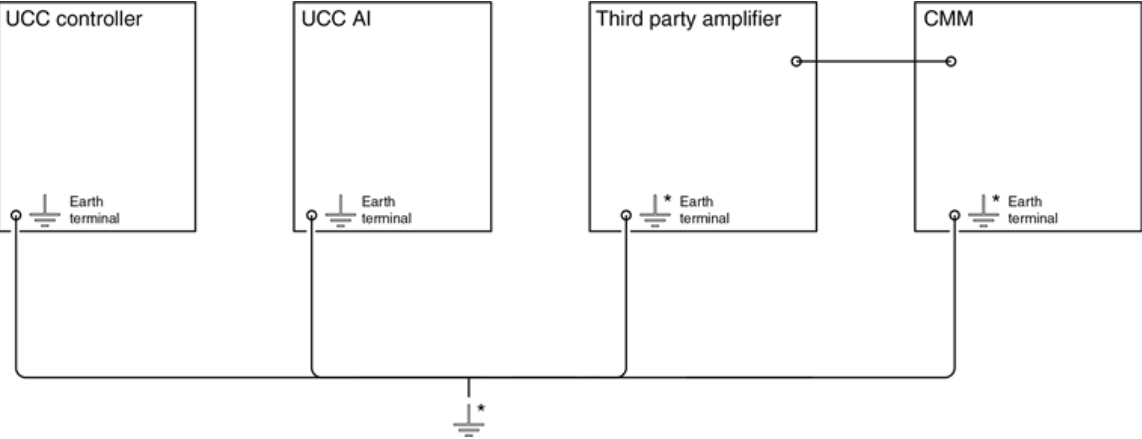 UCC controller
UCC AI
Third party amplifier
CMM
Earth
terminal
Earth
terminal
* Earth
terminal
* Earth
terminal
*